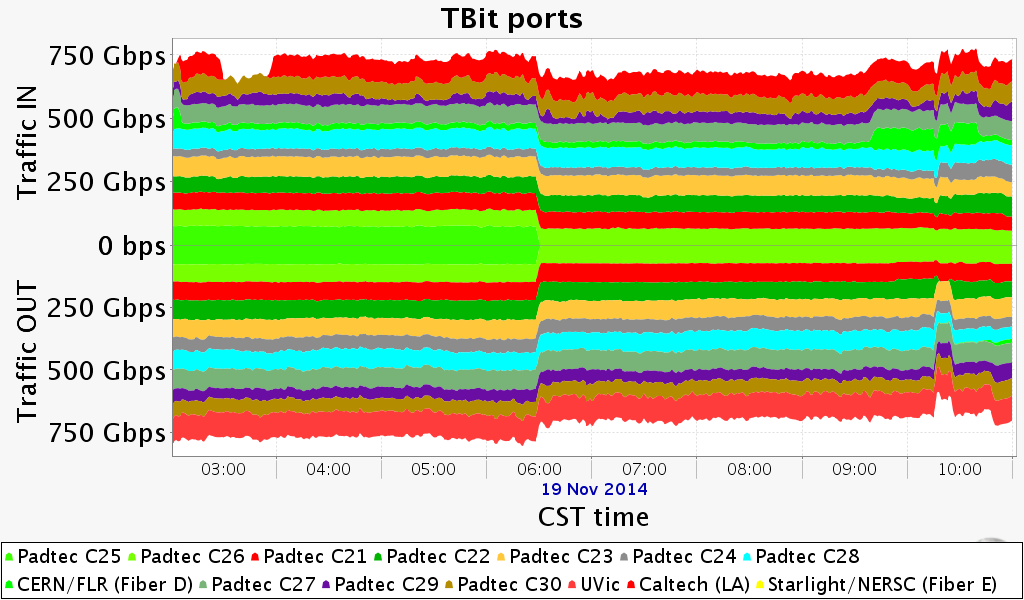 TBit ports
750 Gbps
500 Gbps
250 Gbps
0 bps
250 Gbps
500 Gbps
750 Gbps
Traffic IN
Traffic OUT
03:00 04:00 05:00 06:00 07:00 08:00 09:00 10:00
19 Nov 2014
CST time
Padtec C25 Padtec C26 Padtec C21 Padtec C22 Padtec C23 Padtec C24 Padtec C28
CERN/FLR (Fiber D) Padtec C27 Padtec C29 Padtec C30 UVic Caltech (LA) Starlight/NERSC (Fiber E)